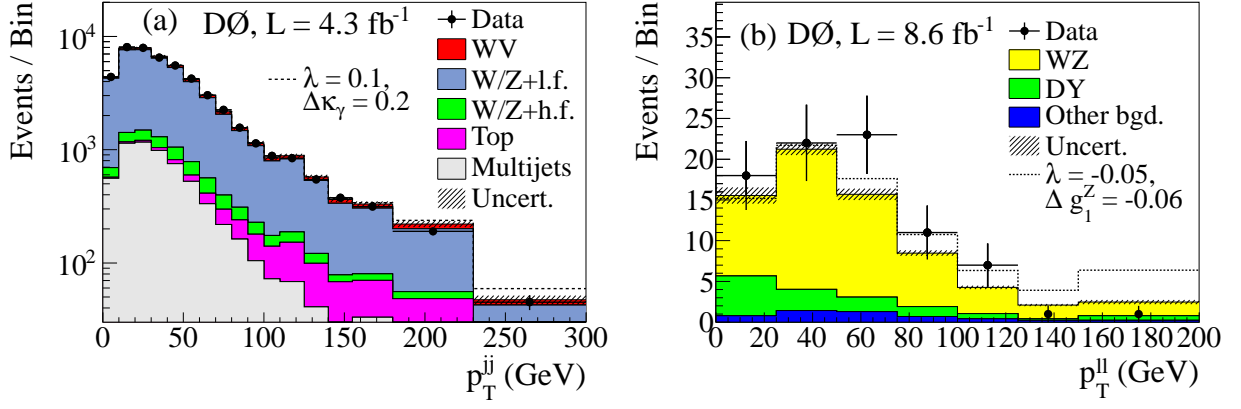 Events / Bin
10⁴
10³
10²
(a)
DØ, L = 4.3 fb⁻¹
λ = 0.1,
Δκγ = 0.2
Data
WV
W/Z+l.f.
W/Z+h.f.
Top
Multijets
Uncert.
0 50 100 150 200 250 300
p_T^jj (GeV)
Events / Bin
35
30
25
20
15
10
5
0
(b) DØ, L = 8.6 fb⁻¹
Data
WZ
DY
Other bgd.
Uncert.
λ = -0.05,
Δ g₁^Z = -0.06
0 20 40 60 80 100 120 140 160 180 200
p_T^ll (GeV)